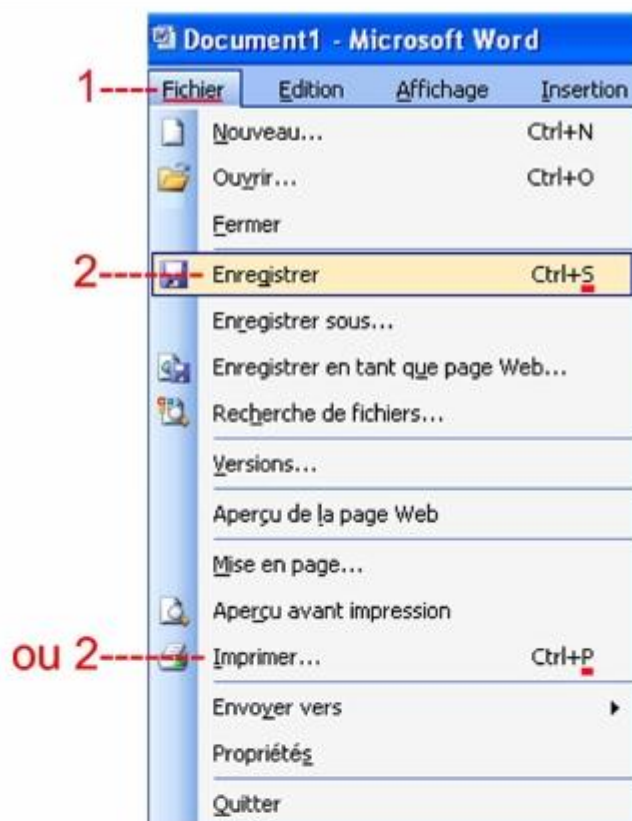 Document1 - Microsoft Word
1 Fichier Edition Affichage Insertion
Nouveau... Ctrl+N
Ouvrir... Ctrl+O
Fermer
2 Enregistrer Ctrl+S
Enregistrer sous...
Enregistrer en tant que page Web...
Recherche de fichiers...
Versions...
Aperçu de la page Web
Mise en page...
Aperçu avant impression
ou 2 Imprimer... Ctrl+P
Envoyer vers
Propriétés
Quitter